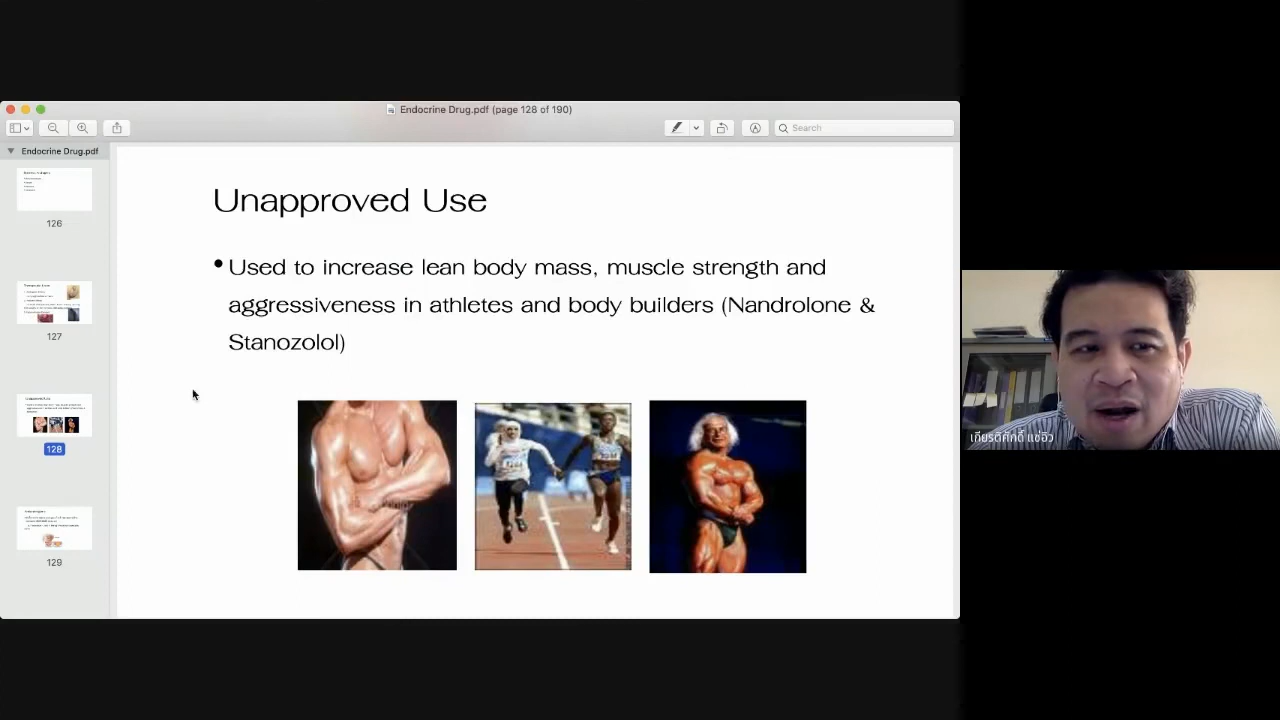 Endocrine Drug.pdf (page 128 of 190)
Search
Endocrine Drug.pdf
126
127
128
129
Unapproved Use
• Used to increase lean body mass, muscle strength and
aggressiveness in athletes and body builders (Nandrolone &
Stanozolol)
เกียรติศักดิ์ แซ่อิว